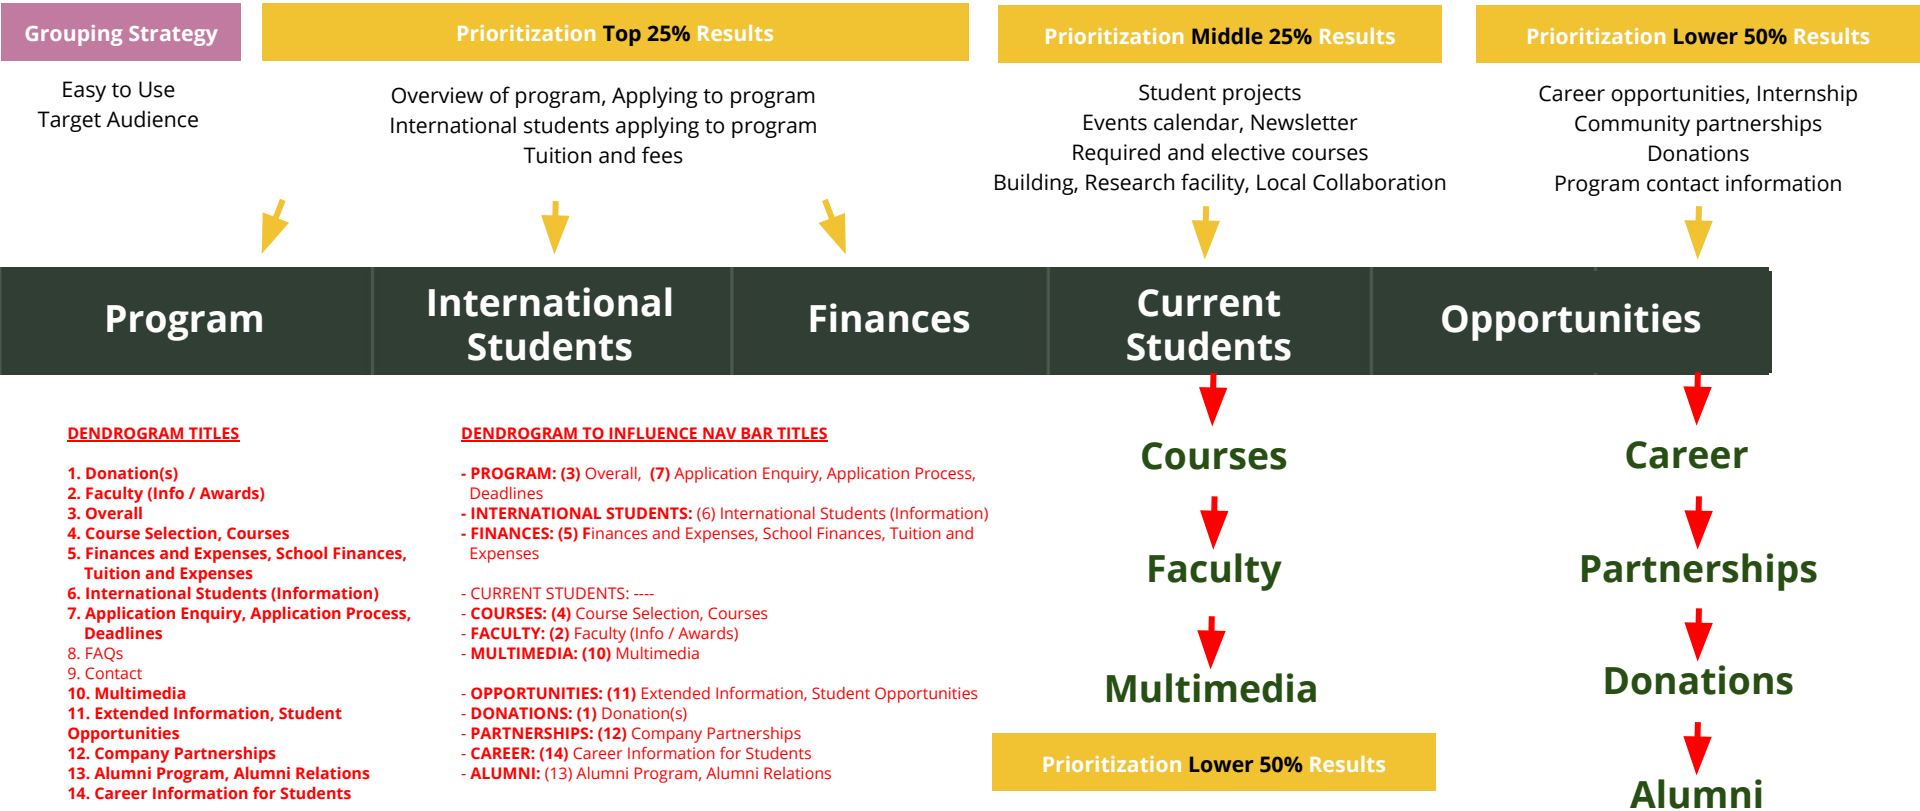 Grouping Strategy
Easy to Use
Target Audience
Prioritization Top 25% Results
Overview of program, Applying to program
International students applying to program
Tuition and fees
Prioritization Middle 25% Results
Student projects
Events calendar, Newsletter
Required and elective courses
Building, Research facility, Local Collaboration
Prioritization Lower 50% Results
Career opportunities, Internship
Community partnerships
Donations
Program contact information
Program
International
Students
Finances
Current
Students
Opportunities
DENDROGRAM TITLES
1. Donation(s)
2. Faculty (Info / Awards)
3. Overall
4. Course Selection, Courses
5. Finances and Expenses, School Finances,
Tuition and Expenses
6. International Students (Information)
7. Application Enquiry, Application Process,
Deadlines
8. FAQs
9. Contact
10. Multimedia
11. Extended Information, Student
Opportunities
12. Company Partnerships
13. Alumni Program, Alumni Relations
14. Career Information for Students
DENDROGRAM TO INFLUENCE NAV BAR TITLES
- PROGRAM: (3) Overall, (7) Application Enquiry, Application Process,
Deadlines
- INTERNATIONAL STUDENTS: (6) International Students (Information)
- FINANCES: (5) Finances and Expenses, School Finances, Tuition and
Expenses
- CURRENT STUDENTS: ----
- COURSES: (4) Course Selection, Courses
- FACULTY: (2) Faculty (Info / Awards)
- MULTIMEDIA: (10) Multimedia
- OPPORTUNITIES: (11) Extended Information, Student Opportunities
- DONATIONS: (1) Donation(s)
- PARTNERSHIPS: (12) Company Partnerships
- CAREER: (14) Career Information for Students
- ALUMNI: (13) Alumni Program, Alumni Relations
Courses
Faculty
Multimedia
Prioritization Lower 50% Results
Career
Partnerships
Donations
Alumni